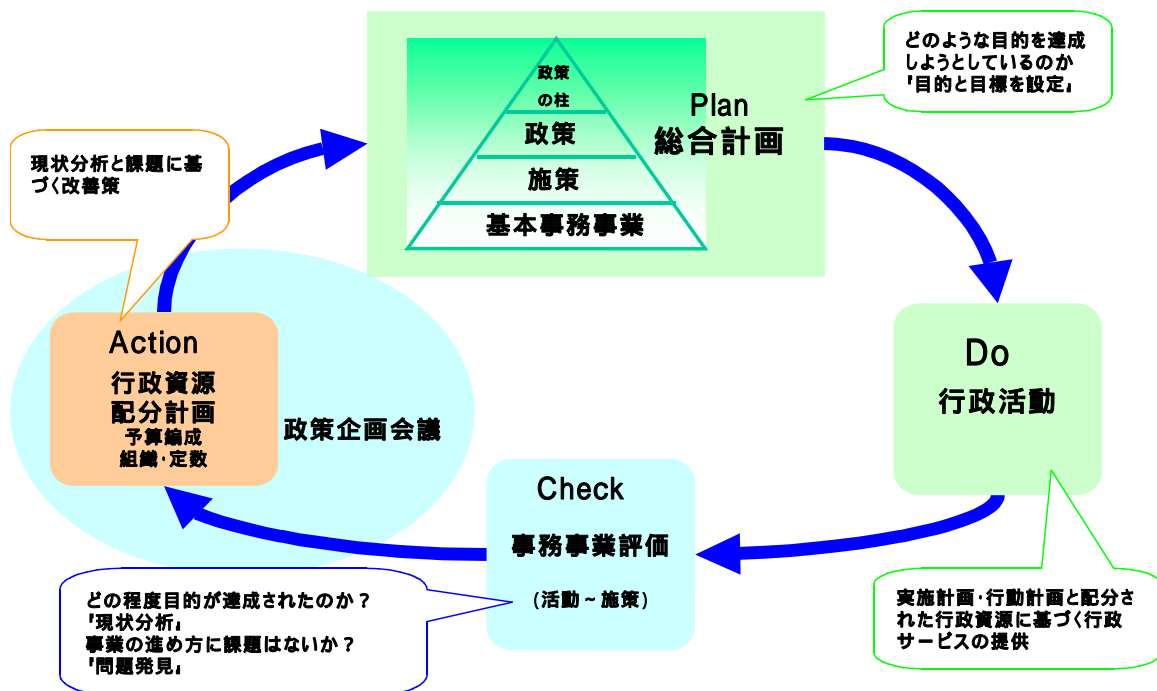 どのような目的を達成
しようとしているのか
『目的と目標を設定』
政策
の柱
政策
施策
基本事務事業
Plan
総合計画
現状分析と課題に基
づく改善策
Action
行政資源
配分計画
予算編成
組織・定数
政策企画会議
Do
行政活動
Check
事務事業評価
(活動~施策)
どの程度目的が達成されたのか?
『現状分析』
事業の進め方に課題はないか?
『問題発見』
実施計画・行動計画と配分さ
れた行政資源に基づく行政
サービスの提供